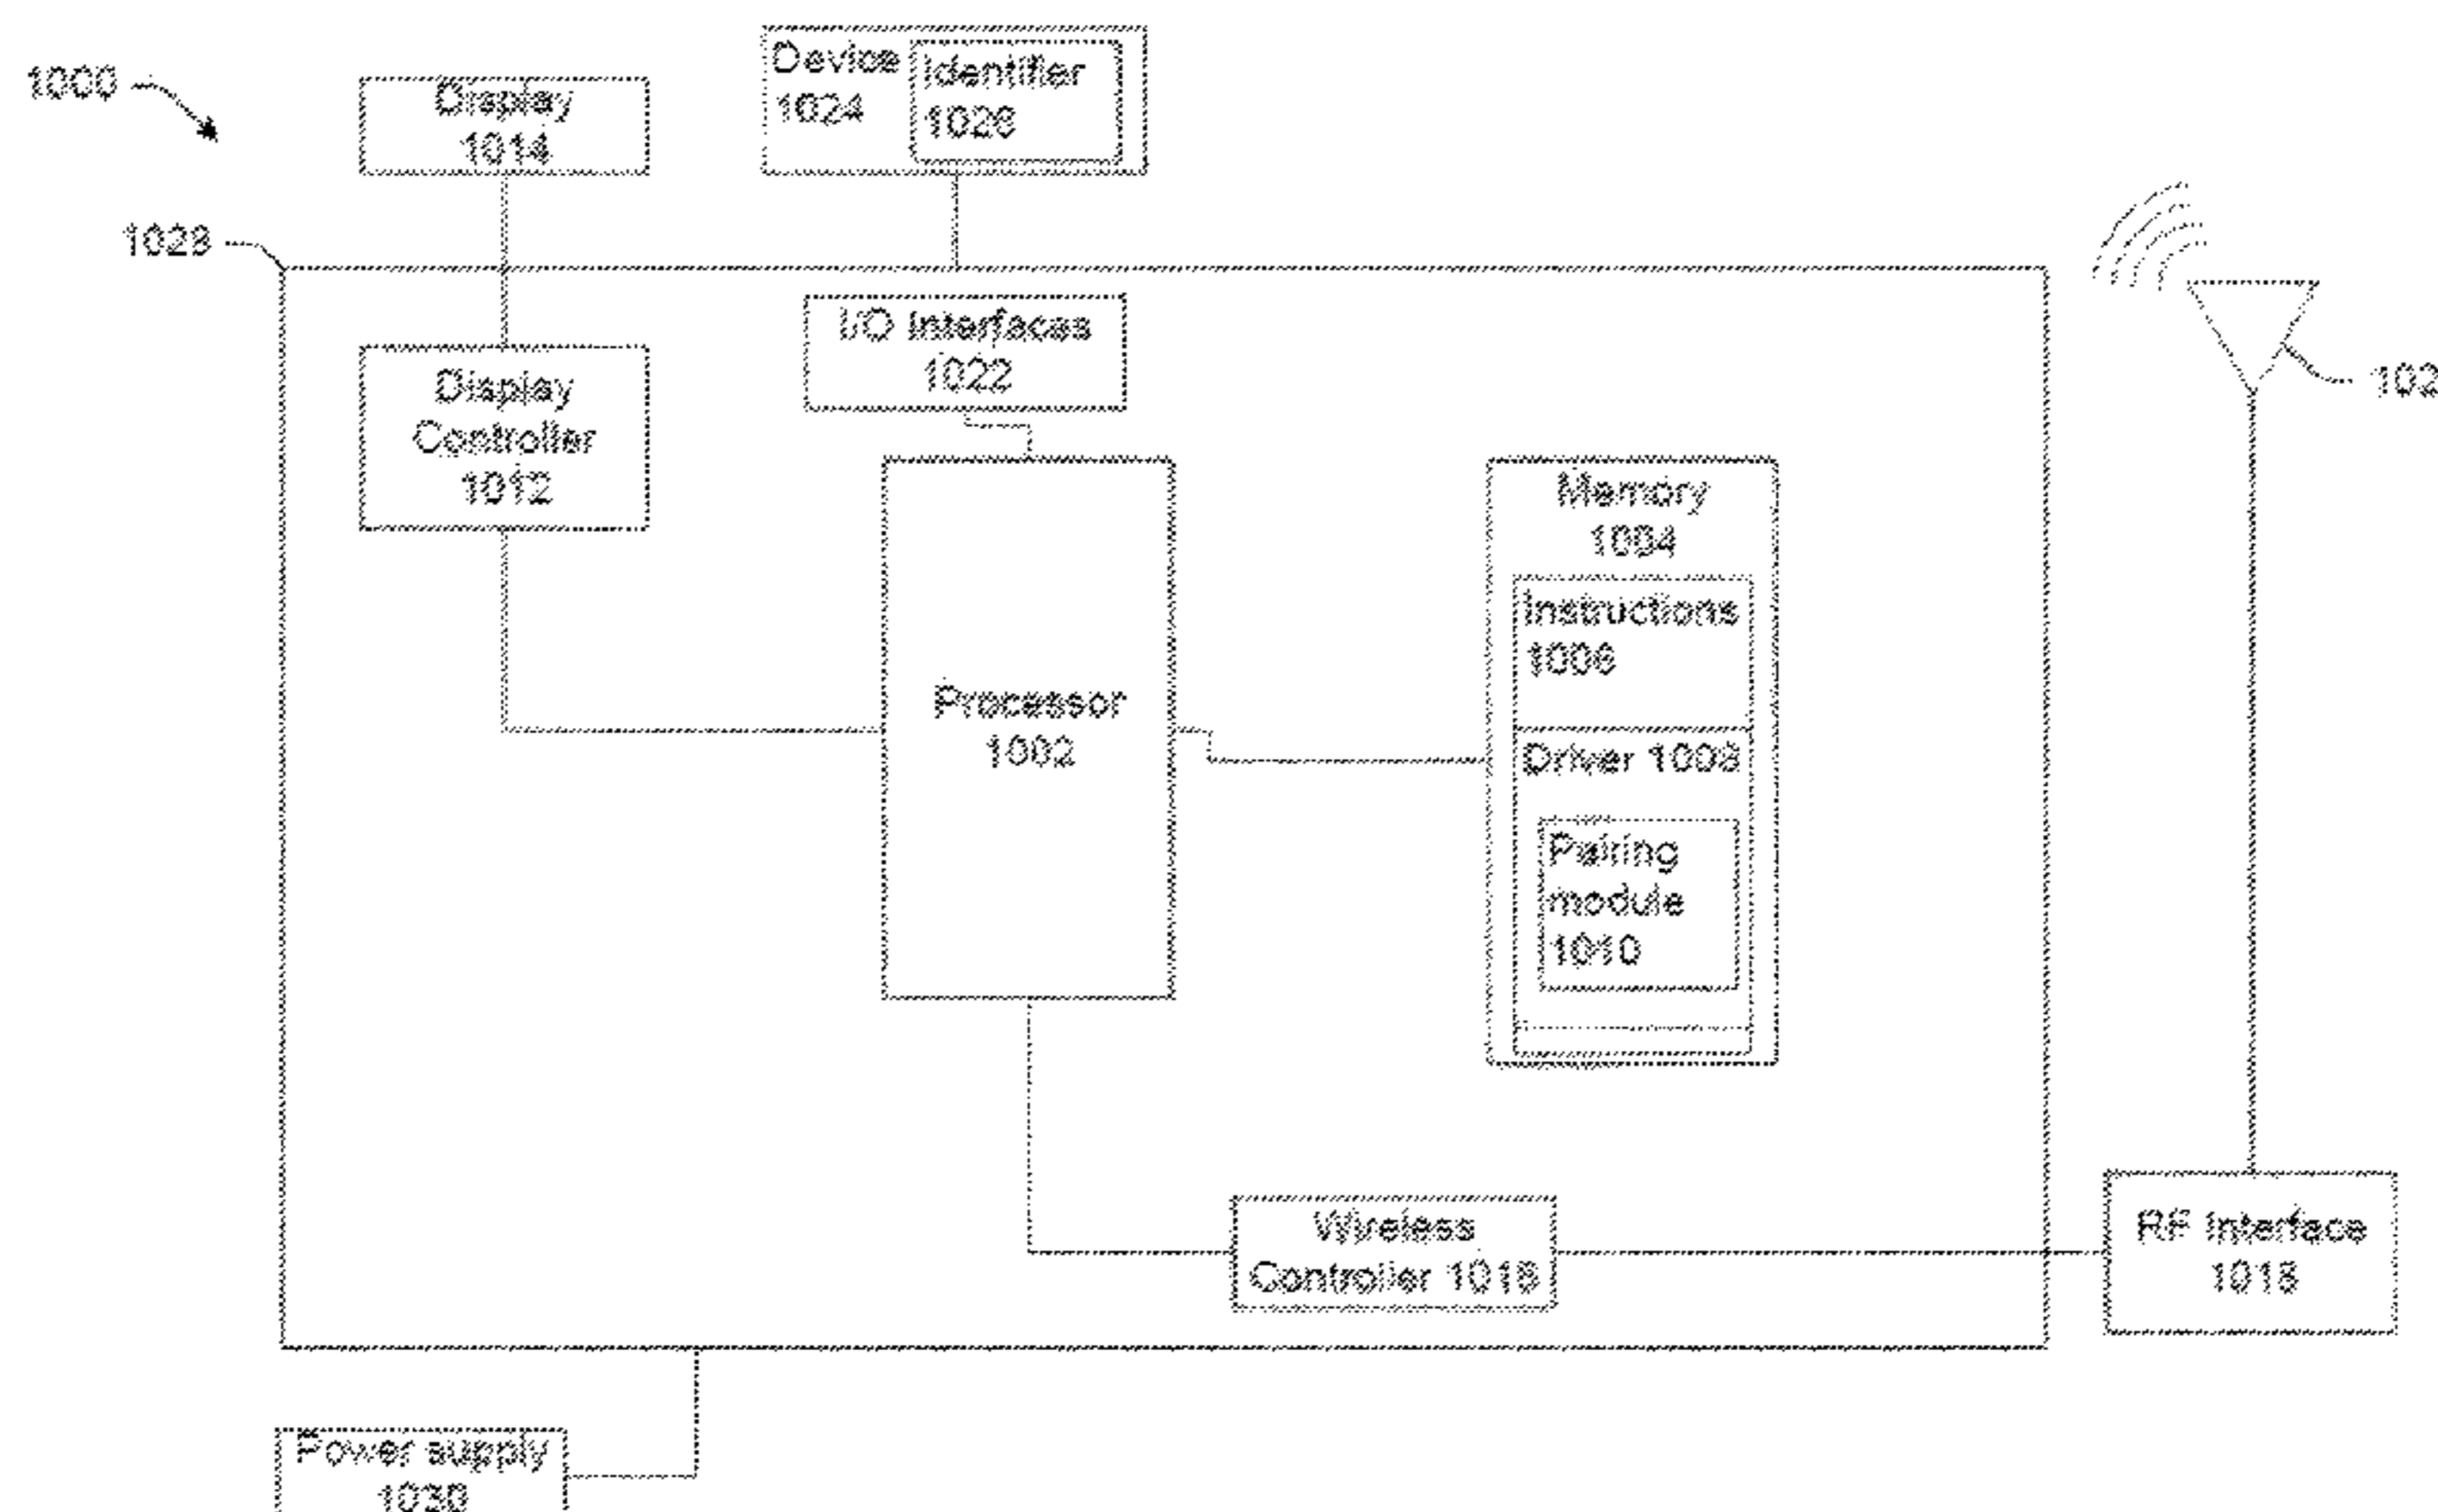 1000
Display
1014
Device
1024
Identifier
1026
1028
I/O Interfaces
1022
102
Display
Controller
1012
Memory
1004
Instructions
1006
Processor
1002
Driver 1008
Pairing
module
1010
Wireless
Controller 1016
RF Interface
1018
Power supply
1030